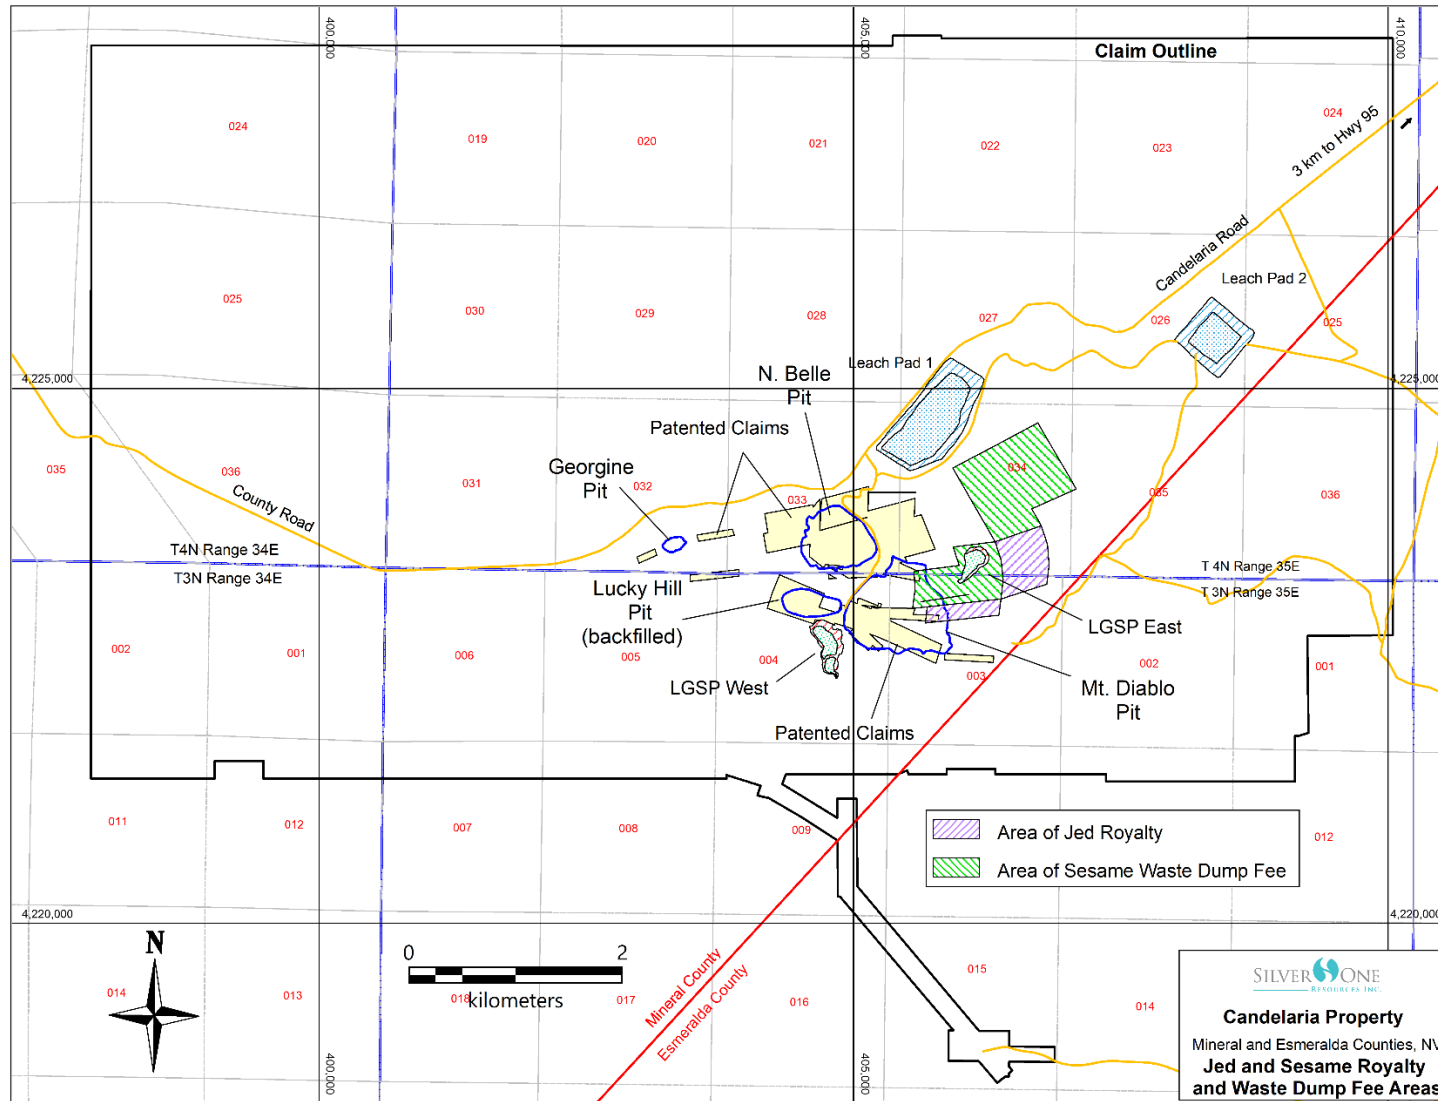 400,000
405,000
410,000
Claim Outline
024
019
020
021
022
023
024
3 km to Hwy 95
Candelaria Road
025
030
029
028
027
026
025
Leach Pad 2
Leach Pad 1
4,225,000
4,225,000
N. Belle
Pit
Patented Claims
Georgine
Pit
035
036
031
032
033
034
035
036
County Road
T4N Range 34E
T3N Range 34E
T 4N Range 35E
T 3N Range 35E
Lucky Hill
Pit
(backfilled)
LGSP East
002
001
006
005
004
003
002
001
LGSP West
Mt. Diablo
Pit
Patented Claims
011
012
007
008
009
012
Area of Jed Royalty
Area of Sesame Waste Dump Fee
4,220,000
4,220,000
N
0 2
kilometers
014
013
018
017
016
015
014
Mineral County
Esmeralda County
400,000
405,000
SILVER ONE
RESOURCES INC.
Candelaria Property
Mineral and Esmeralda Counties, NV
Jed and Sesame Royalty
and Waste Dump Fee Areas